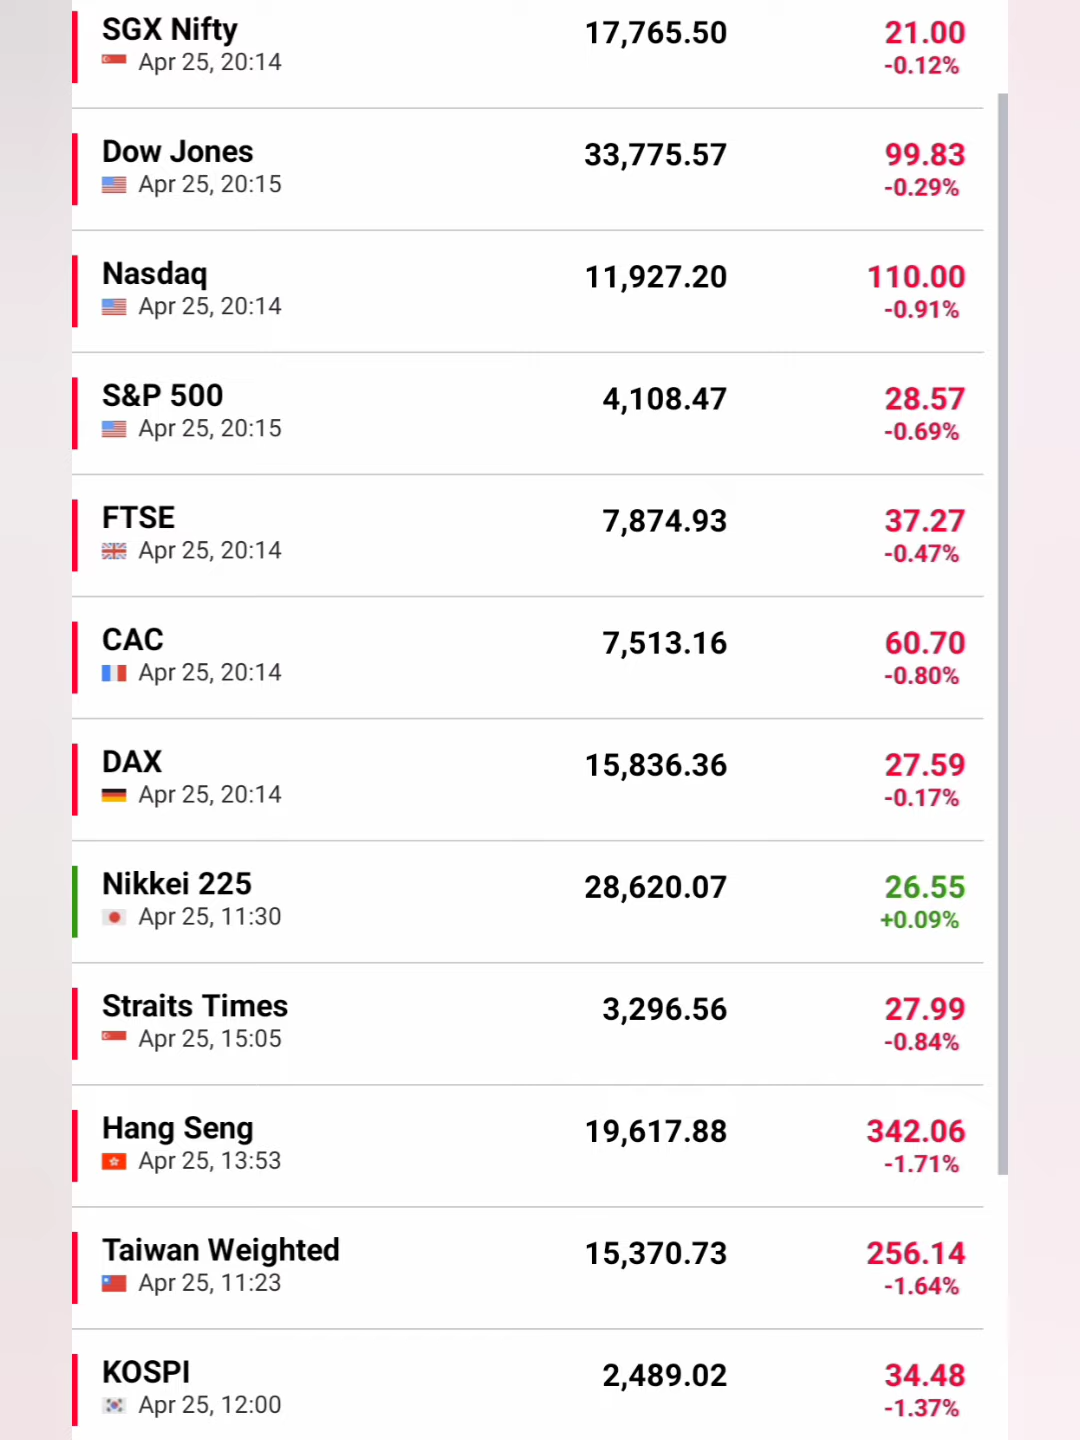 SGX Nifty 17,765.50 21.00
Apr 25, 20:14 -0.12%
Dow Jones 33,775.57 99.83
Apr 25, 20:15 -0.29%
Nasdaq 11,927.20 110.00
Apr 25, 20:14 -0.91%
S&P 500 4,108.47 28.57
Apr 25, 20:15 -0.69%
FTSE 7,874.93 37.27
Apr 25, 20:14 -0.47%
CAC 7,513.16 60.70
Apr 25, 20:14 -0.80%
DAX 15,836.36 27.59
Apr 25, 20:14 -0.17%
Nikkei 225 28,620.07 26.55
Apr 25, 11:30 +0.09%
Straits Times 3,296.56 27.99
Apr 25, 15:05 -0.84%
Hang Seng 19,617.88 342.06
Apr 25, 13:53 -1.71%
Taiwan Weighted 15,370.73 256.14
Apr 25, 11:23 -1.64%
KOSPI 2,489.02 34.48
Apr 25, 12:00 -1.37%